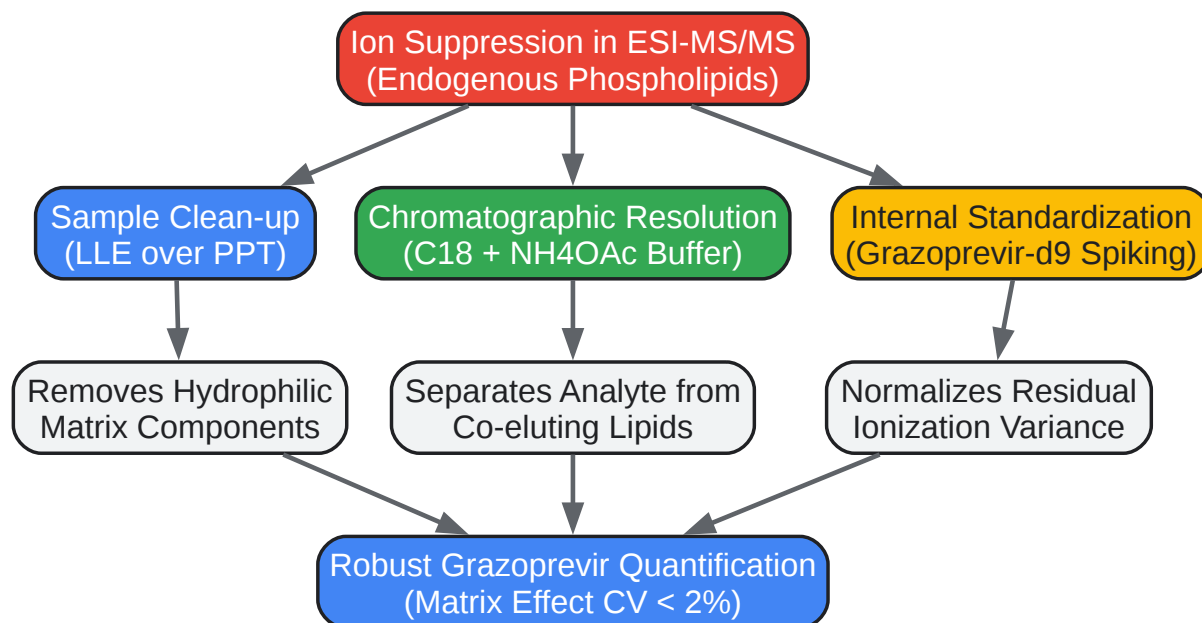 Ion Suppression in ESI-MS/MS
(Endogenous Phospholipids)
Sample Clean-up
(LLE over PPT)
Chromatographic Resolution
(C18 + NH4OAc Buffer)
Internal Standardization
(Grazoprevir-d9 Spiking)
Removes Hydrophilic
Matrix Components
Separates Analyte from
Co-eluting Lipids
Normalizes Residual
Ionization Variance
Robust Grazoprevir Quantification
(Matrix Effect CV < 2%)